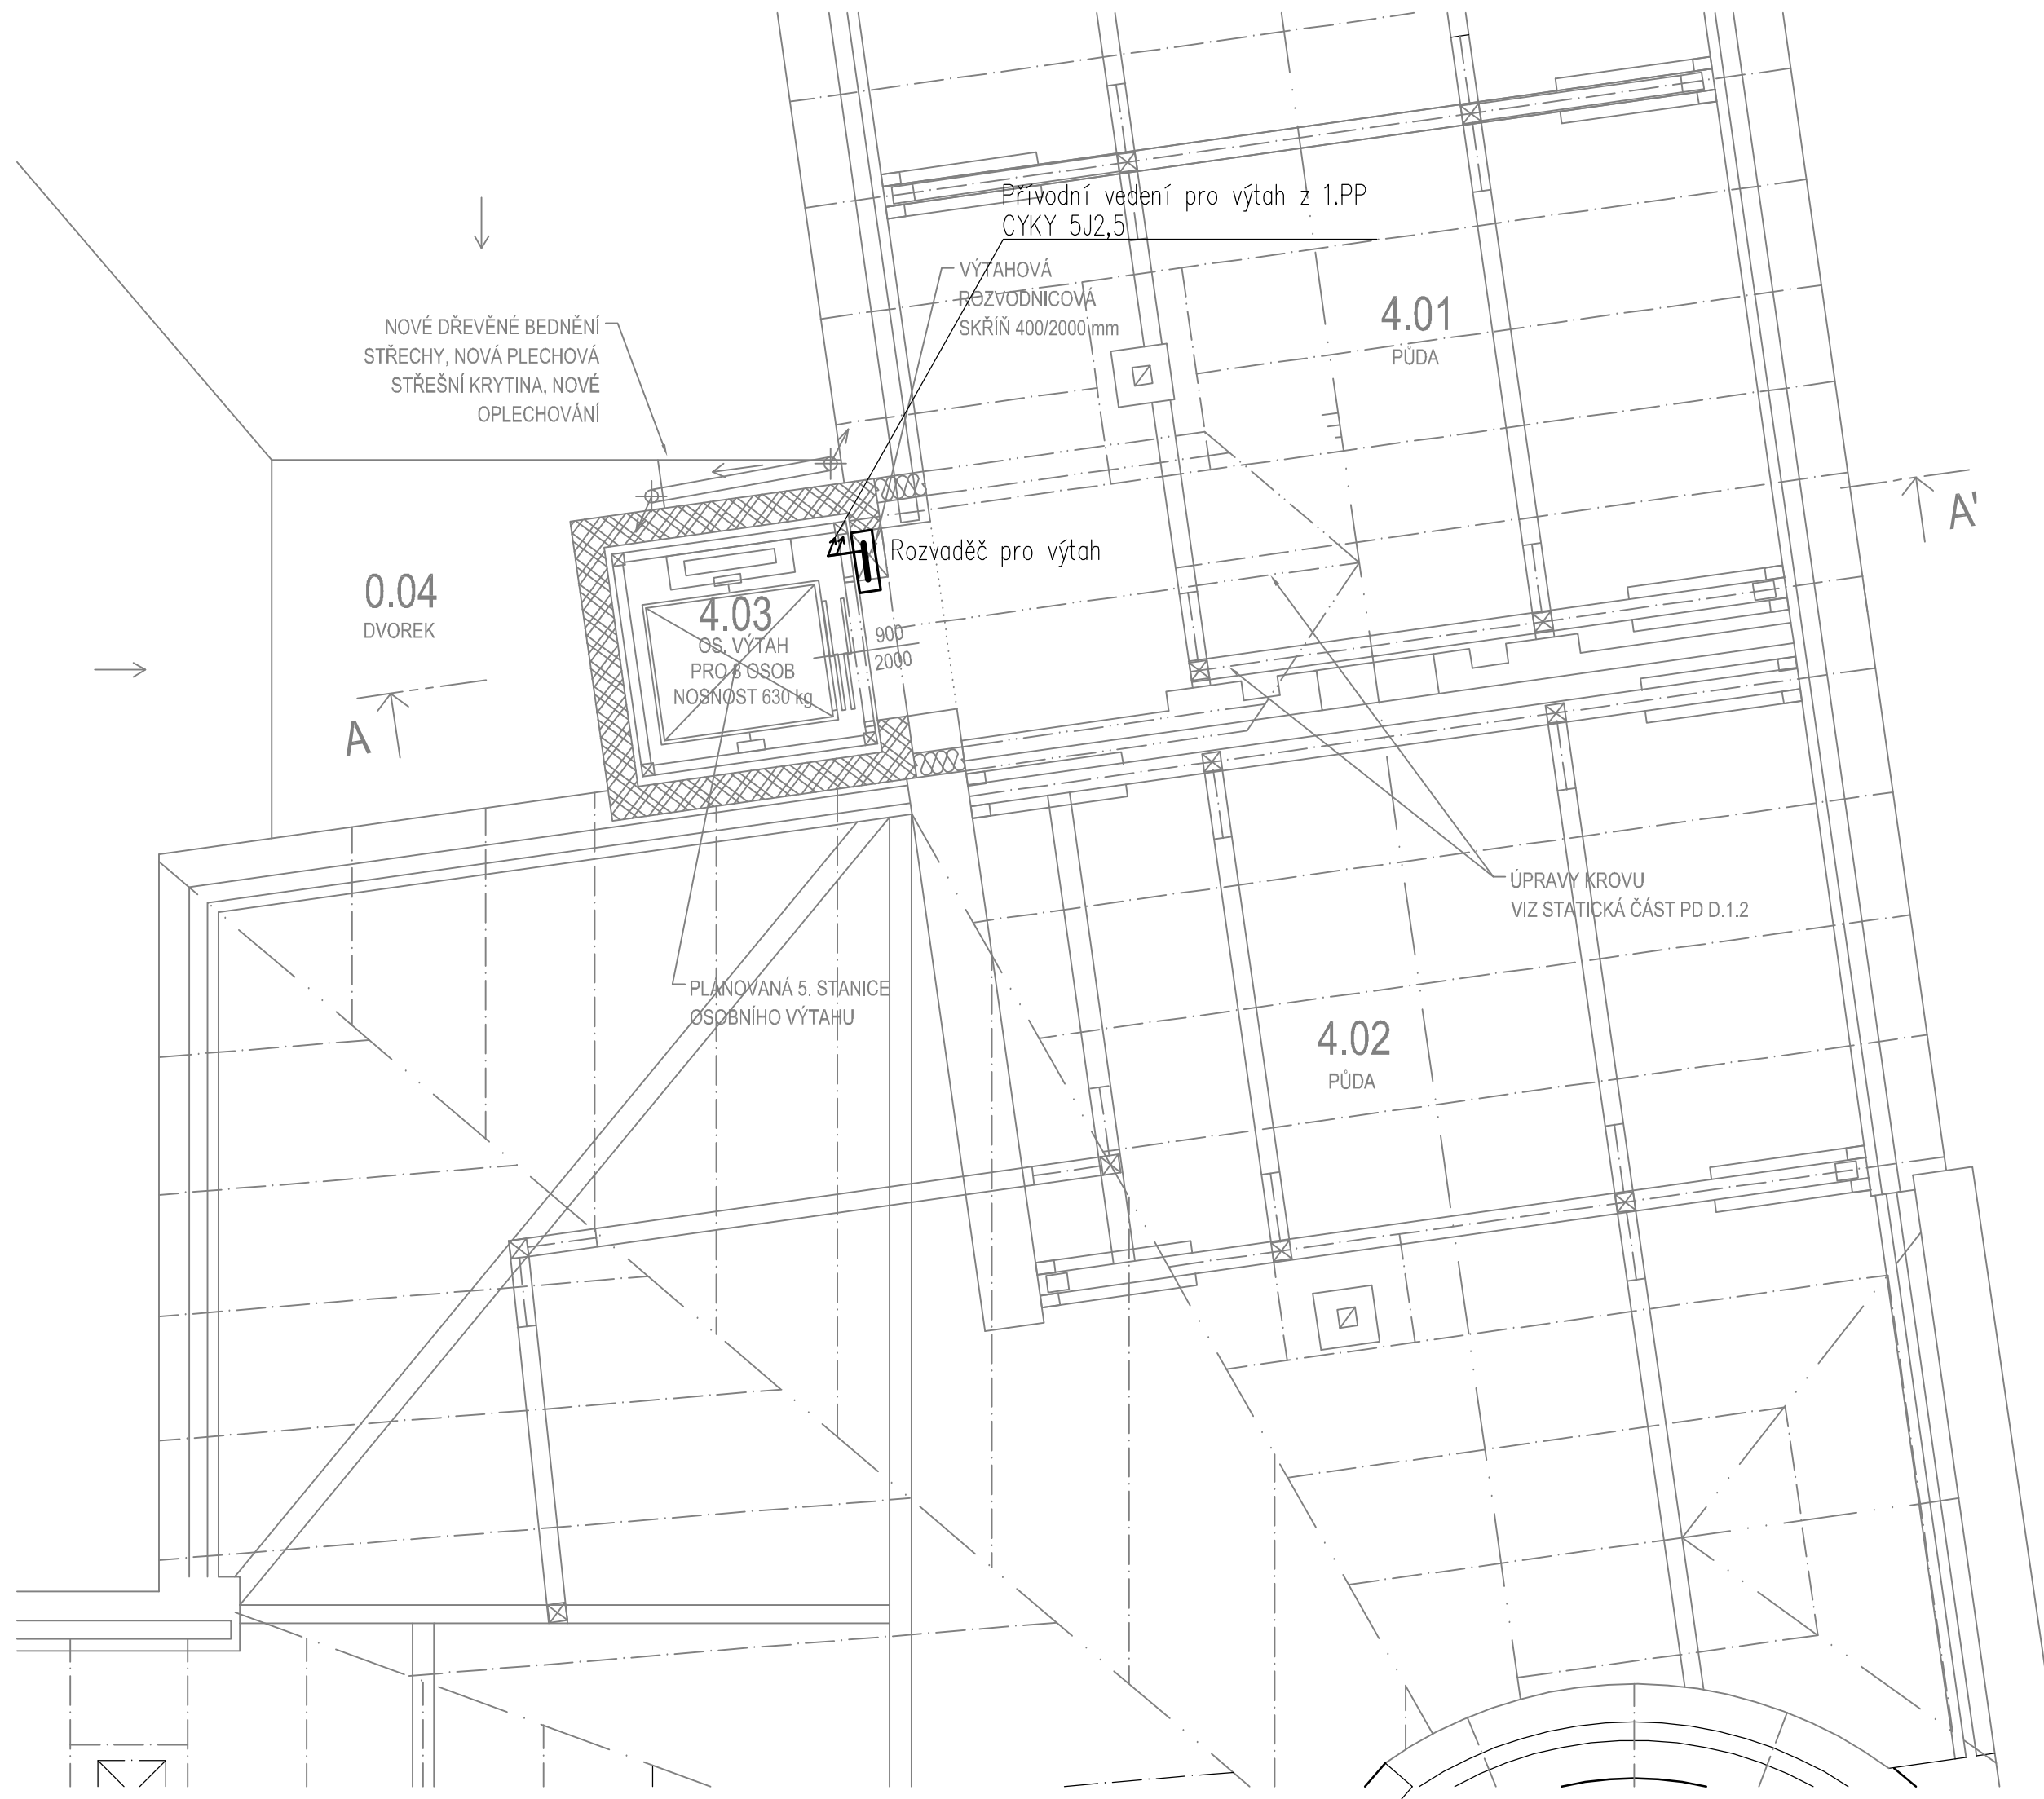 Přívodní vedení pro výtah z 1.PP
CYKY 5J2,5
VÝTAHOVÁ
ROZVODNICOVÁ
SKŘÍŇ 400/2000 mm
NOVÉ DŘEVĚNÉ BEDNĚNÍ
STŘECHY, NOVÁ PLECHOVÁ
STŘEŠNÍ KRYTINA, NOVÉ
OPLECHOVÁNÍ
4.01
PŮDA
A'
Rozvaděč pro výtah
0.04
DVOREK
4.03
OS. VÝTAH
PRO 8 OSOB
NOSNOST 630 kg
900
2000
A
ÚPRAVY KROVU
VIZ STATICKÁ ČÁST PD D.1.2
PLÁNOVANÁ 5. STANICE
OSOBNÍHO VÝTAHU
4.02
PŮDA